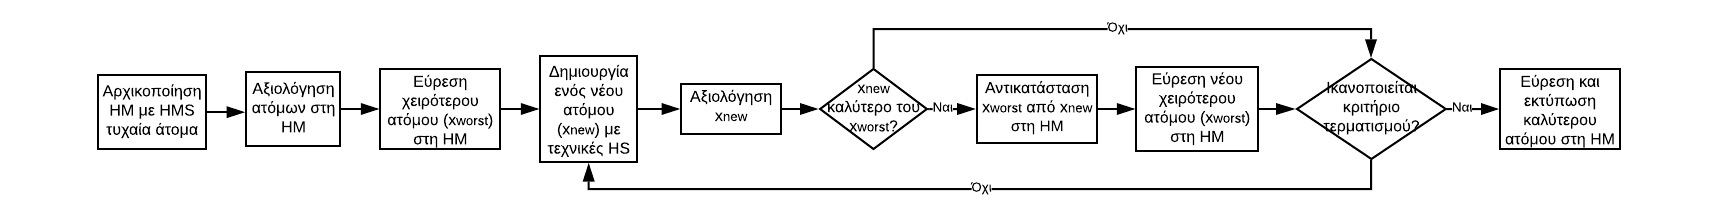 Αρχικοποίηση
HM με HMS
τυχαία άτομα
Αξιολόγηση
ατόμων στη
HM
Εύρεση
χειρότερου
ατόμου (xworst)
στη HM
Δημιουργία
ενός νέου
ατόμου
(xnew) με
τεχνικές HS
Αξιολόγηση
xnew
xnew
καλύτερο του
xworst?
Όχι
Ναι
Αντικατάσταση
xworst από xnew
στη HM
Εύρεση νέου
χειρότερου
ατόμου (xworst)
στη HM
Ικανοποιείται
κριτήριο
τερματισμού?
Όχι
Ναι
Εύρεση και
εκτύπωση
καλύτερου
ατόμου στη HM